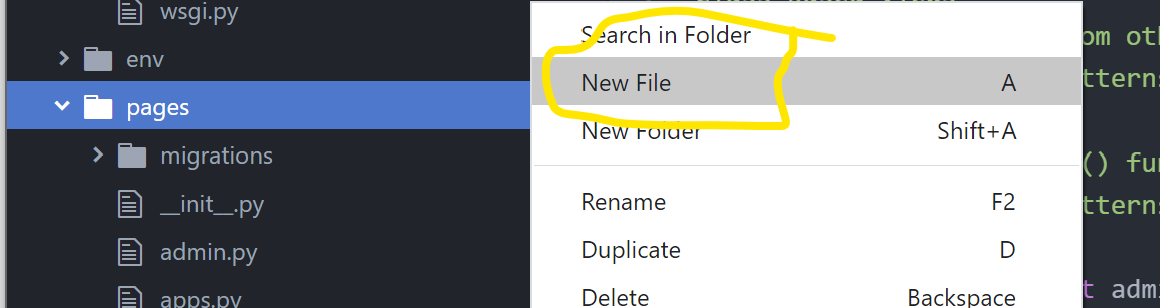 wsgi.py
env
pages
migrations
__init__.py
admin.py
apps.py
Search in Folder
New File A
New Folder Shift+A
Rename F2
Duplicate D
Delete Backspace
om oth
tterns
() fun
tterns
t adm